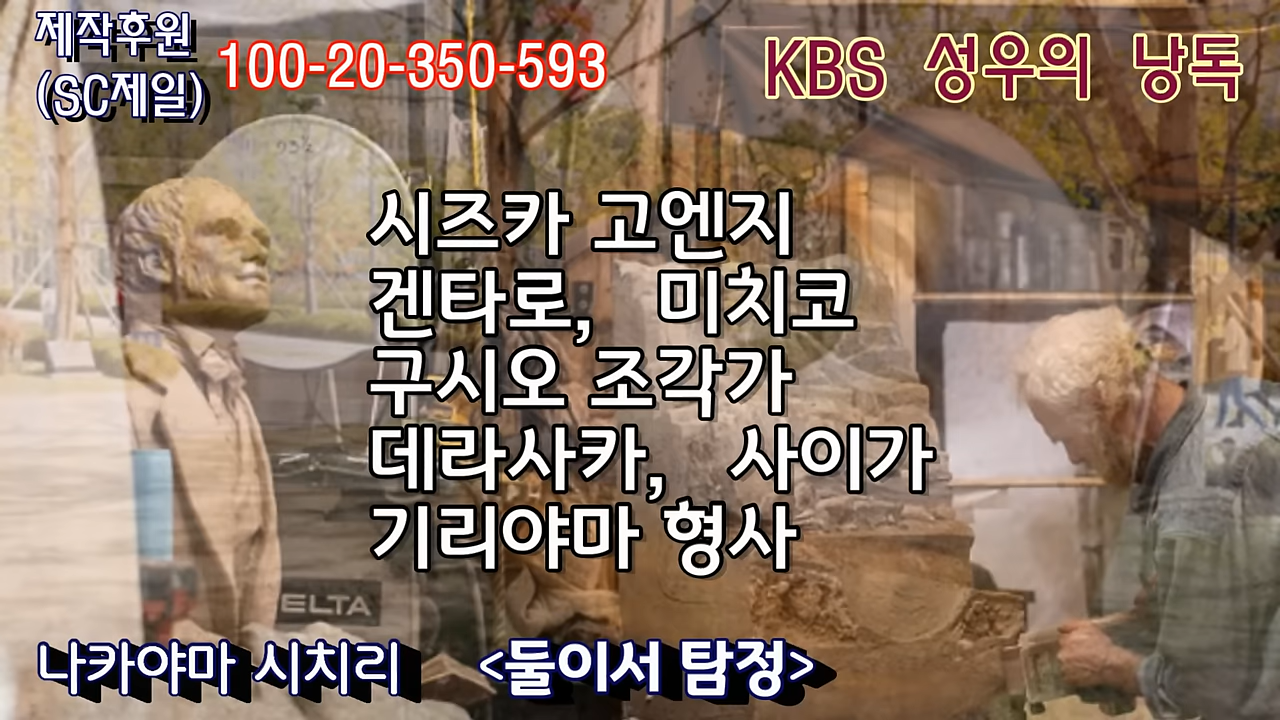 제작후원
(SC제일)
100-20-350-593
KBS 성우의 낭독
시즈카 고엔지
겐타로, 미치코
구시오 조각가
데라사카, 사이가
기리야마 형사
ELTA
나카야마 시치리 <둘이서 탐정>